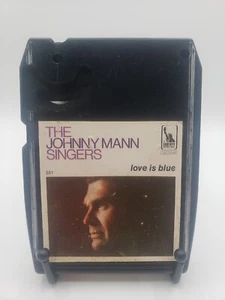 THE
JOHNNY MANN
SINGERS
love is blue